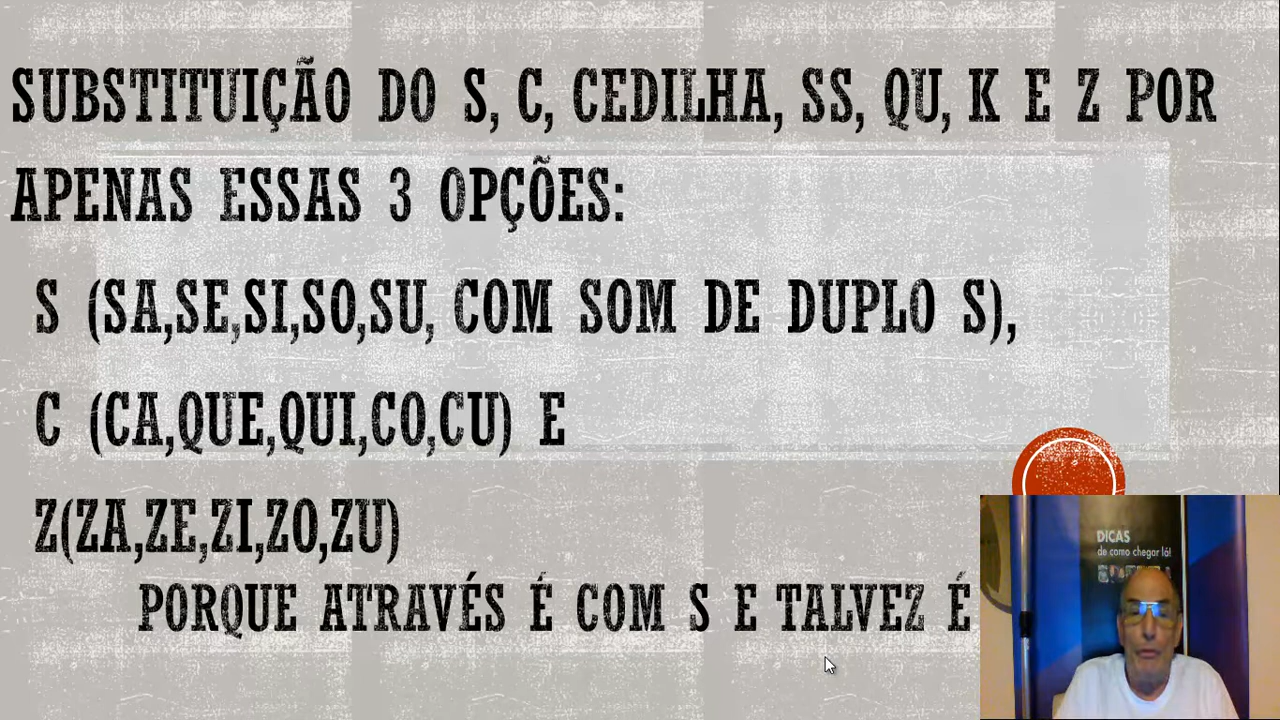 SUBSTITUIÇÃO DO S, C, CEDILHA, SS, QU, K E Z POR
APENAS ESSAS 3 OPÇÕES:
S (SA,SE,SI,SO,SU, COM SOM DE DUPLO S),
C (CA,QUE,QUI,CO,CU) E
Z(ZA,ZE,ZI,ZO,ZU)
PORQUE ATRAVÉS É COM S E TALVEZ É
DICAS
de como chegar lá!